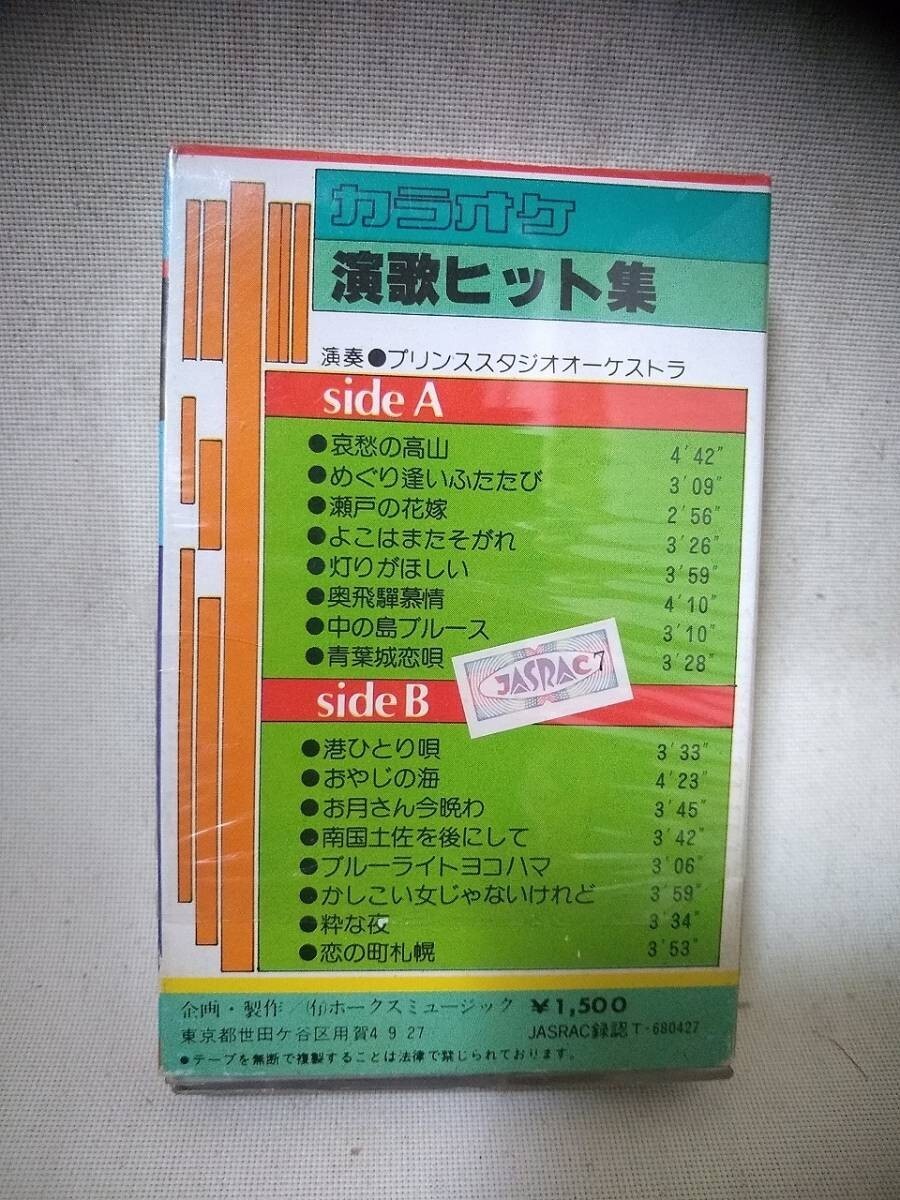 カラオケ
演歌ヒット集
演奏●プリンススタジオオーケストラ
side A
●哀愁の高山 4'42"
●めぐり逢いふたたび 3'09"
●瀬戸の花嫁 2'56"
●よこはまたそがれ 3'26"
●灯りがほしい 3'59"
●奥飛驒慕情 4'10"
●中の島ブルース 3'10"
●青葉城恋唄 3'28"
JASRAC 7
side B
●港ひとり唄 3'33"
●おやじの海 4'23"
●お月さん今晩わ 3'45"
●南国土佐を後にして 3'42"
●ブルーライトヨコハマ 3'06"
●かしこい女じゃないけれど 3'59"
●粋な夜 3'34"
●恋の町札幌 3'53"
企画・製作／㈲ホークスミュージック ¥1,500
東京都世田ケ谷区用賀4 9 27 JASRAC録認T-680427
●テープを無断で複製することは法律で禁じられております。